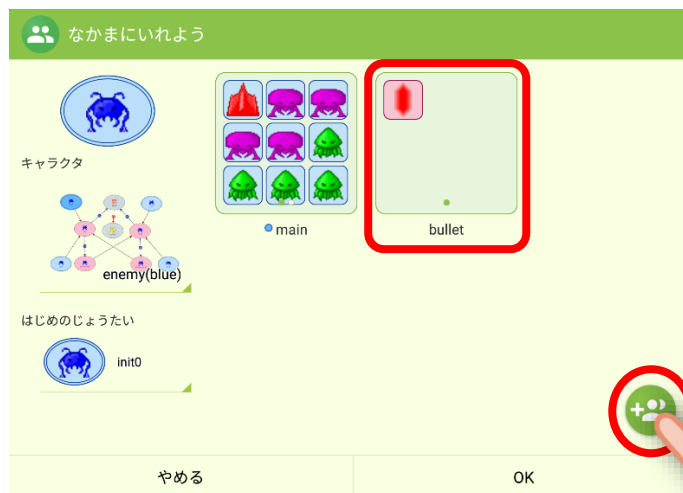 なかまにいれよう
キャラクタ
enemy(blue)
はじめのじょうたい
init0
main
bullet
やめる
OK